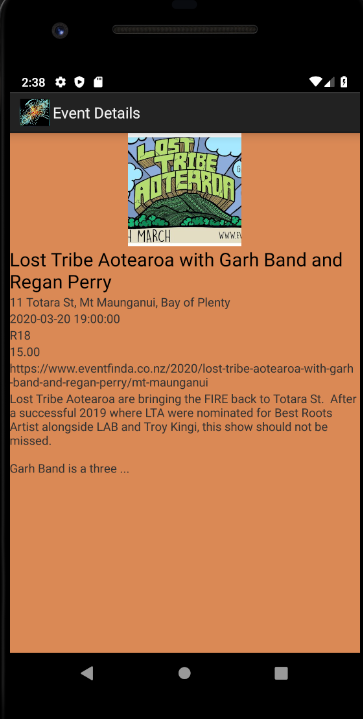 2:38
Event Details
LOST
TRIBE
AOTEAROA
MARCH WWW.
Lost Tribe Aotearoa with Garh Band and
Regan Perry
11 Totara St, Mt Maunganui, Bay of Plenty
2020-03-20 19:00:00
R18
15.00
https://www.eventfinda.co.nz/2020/lost-tribe-aotearoa-with-garh
-band-and-regan-perry/mt-maunganui
Lost Tribe Aotearoa are bringing the FIRE back to Totara St.  After
a successful 2019 where LTA were nominated for Best Roots
Artist alongside LAB and Troy Kingi, this show should not be
missed.
Garh Band is a three ...